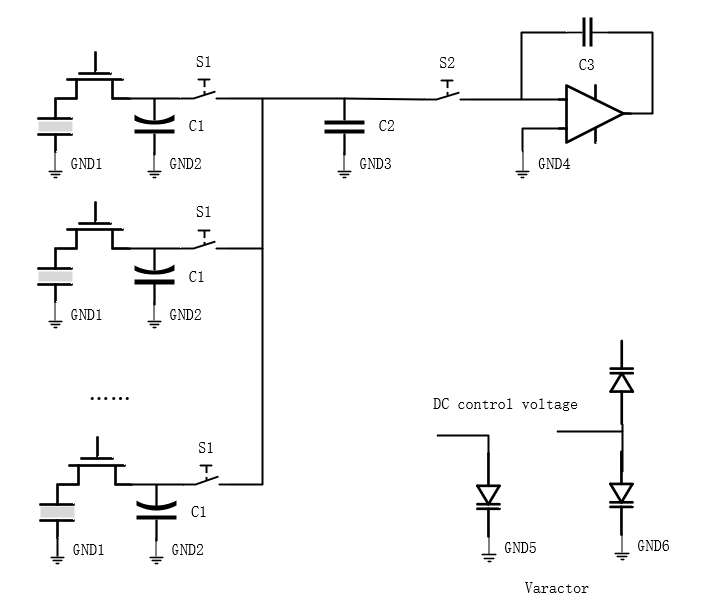 S1
S2
C3
C1
C2
GND1
GND2
GND3
GND4
S1
C1
GND1
GND2
......
DC control voltage
S1
C1
GND1
GND2
GND5
GND6
Varactor